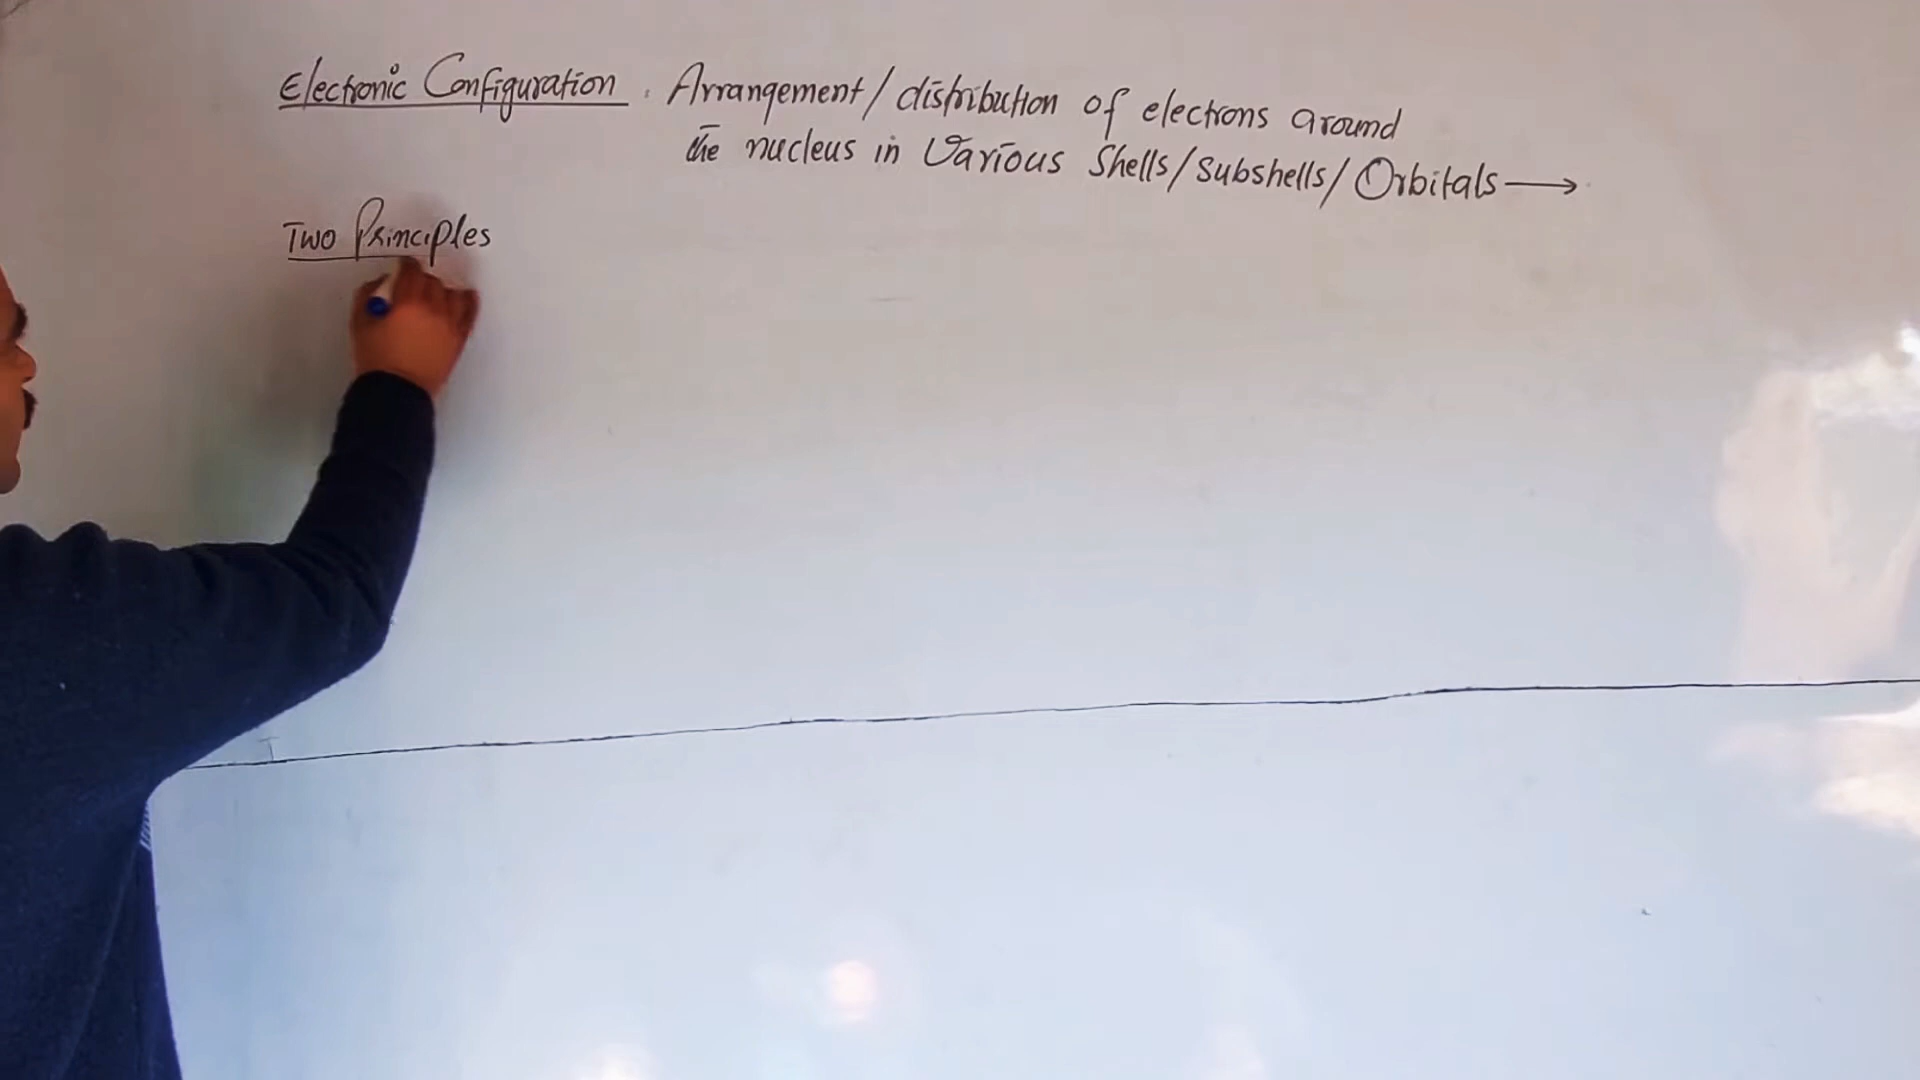 Electronic Configuration : Arrangement/distribution of electrons around
the nucleus in Various Shells/Subshells/Orbitals →
Two Principles